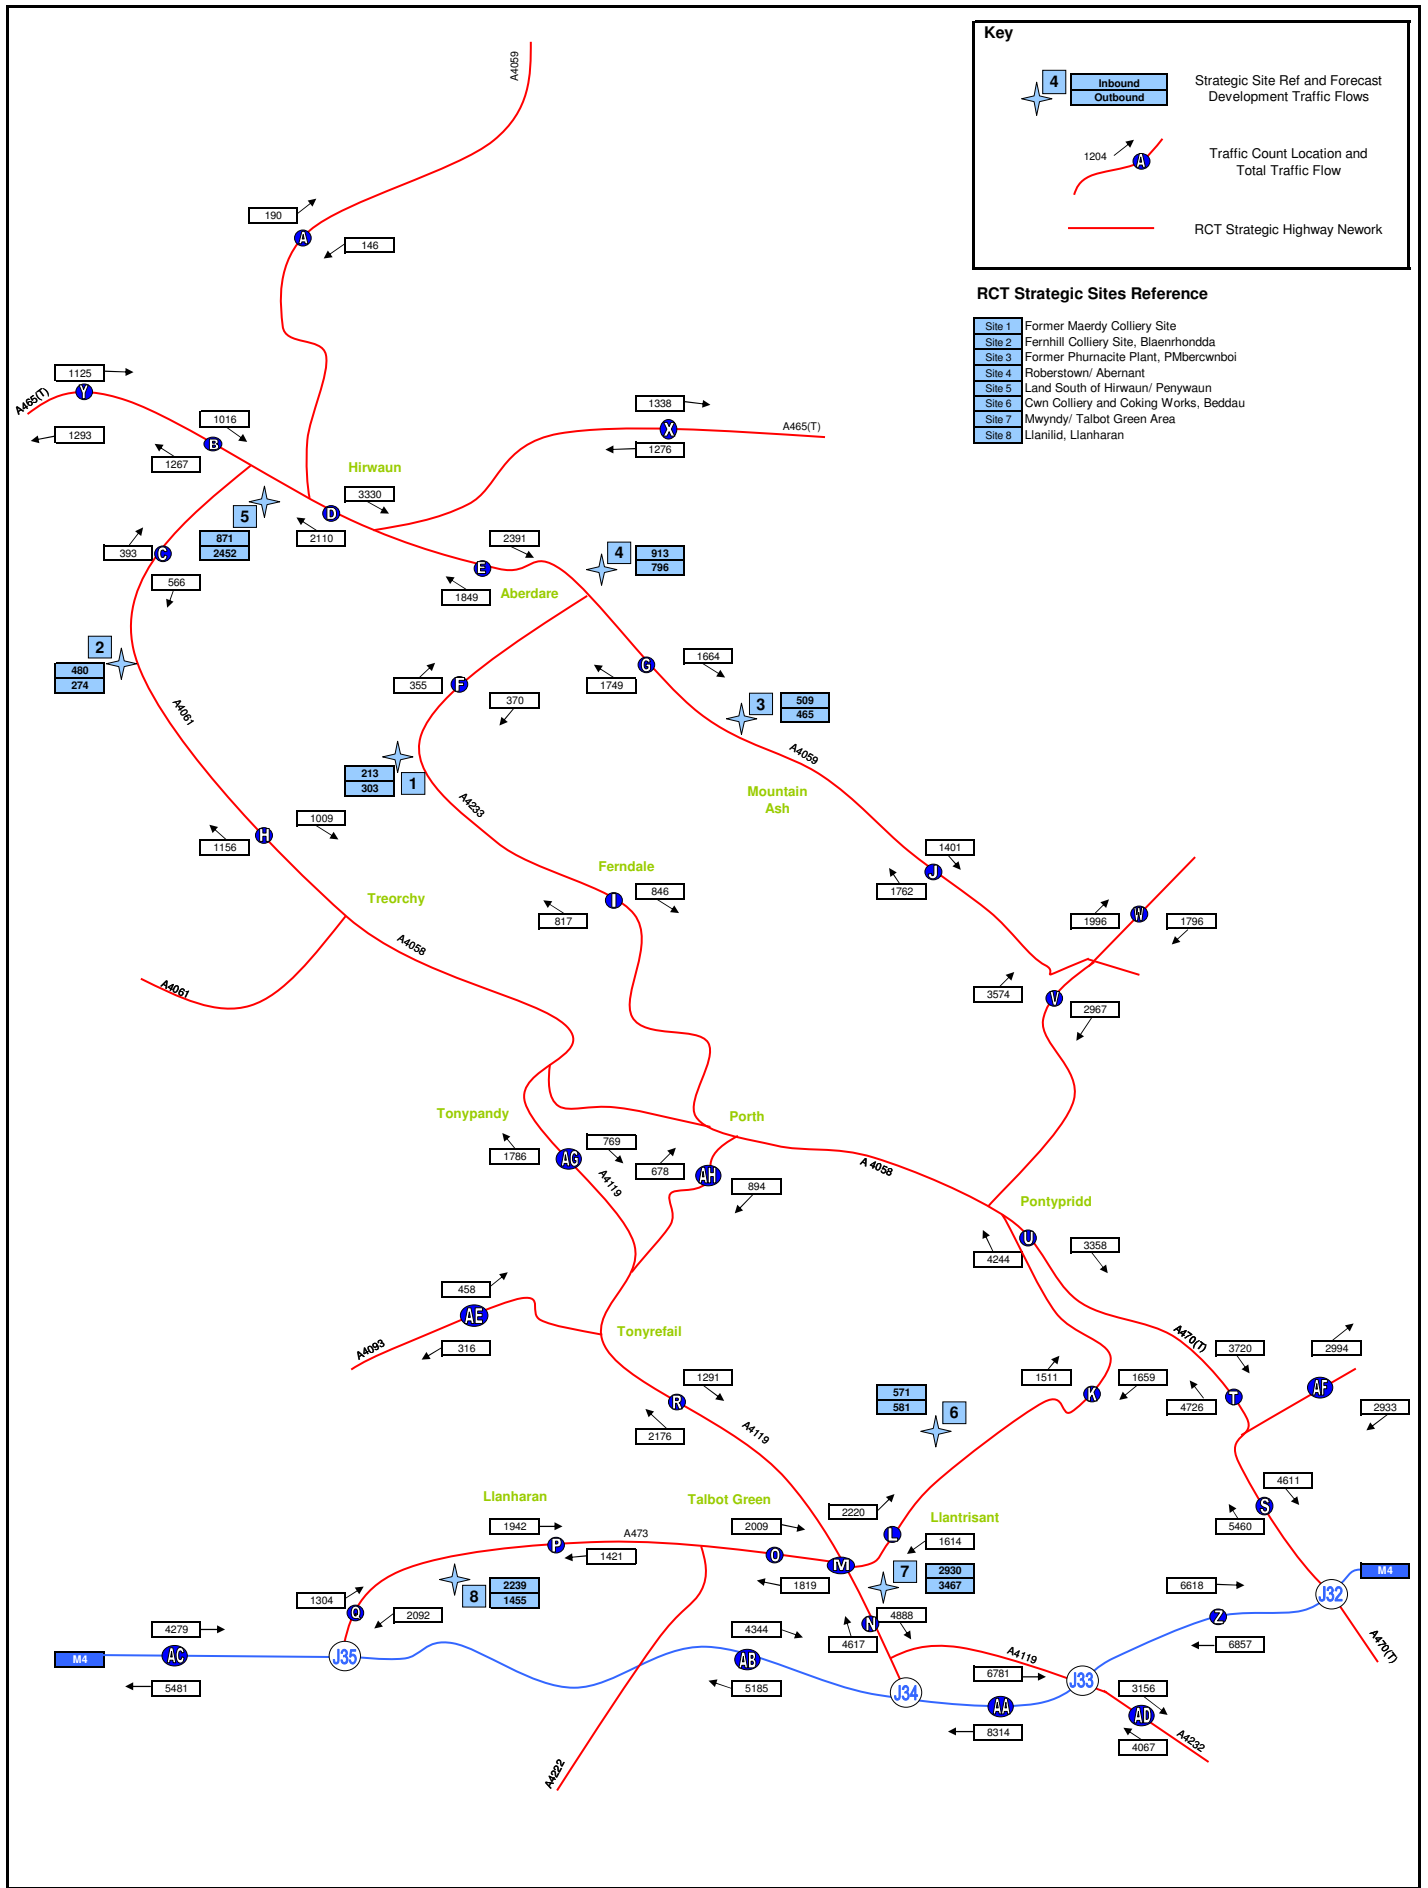 Key
4
Inbound
Outbound
Strategic Site Ref and Forecast
Development Traffic Flows
1204
A
Traffic Count Location and
Total Traffic Flow
RCT Strategic Highway Nework
RCT Strategic Sites Reference
Site 1 Former Maerdy Colliery Site
Site 2 Fernhill Colliery Site, Blaenrhondda
Site 3 Former Phurnacite Plant, PMbercwnboi
Site 4 Roberstown/ Abernant
Site 5 Land South of Hirwaun/ Penywaun
Site 6 Cwn Colliery and Coking Works, Beddau
Site 7 Mwyndy/ Talbot Green Area
Site 8 Llanilid, Llanharan
A4059
190
A
146
1125
Y
A465(T)
1293
1016
B
1267
1338
X
A465(T)
1276
Hirwaun
3330
D
2110
5
871
2452
393
C
566
2391
E
1849
Aberdare
4
913
796
2
480
274
A4061
355
F
370
G
1664
1749
3
509
465
A4059
213
303
1
A4233
Mountain
Ash
1009
H
1156
Treorchy
Ferndale
846
I
817
1401
J
1762
1996
W
1796
A4058
A4061
3574
V
2967
Tonypandy
Porth
1786
AG
769
A4119
678
AH
894
A 4058
Pontypridd
U
4244
3358
458
AE
316
A4093
Tonyrefail
A470(T)
3720
T
4726
2994
AF
2933
1291
R
2176
A4119
571
581
6
1511
K
1659
Llanharan
Talbot Green
Llantrisant
4611
S
5460
1942
P
A473
1421
2009
O
1819
M
2220
L
1614
7
2930
3467
8
2239
1455
1304
Q
2092
N
4888
4617
6618
Z
6857
J32
M4
A470(T)
4279
AC
M4
5481
J35
4344
AB
5185
J34
A4119
6781
AA
8314
J33
3156
AD
4067
A4232
A4222